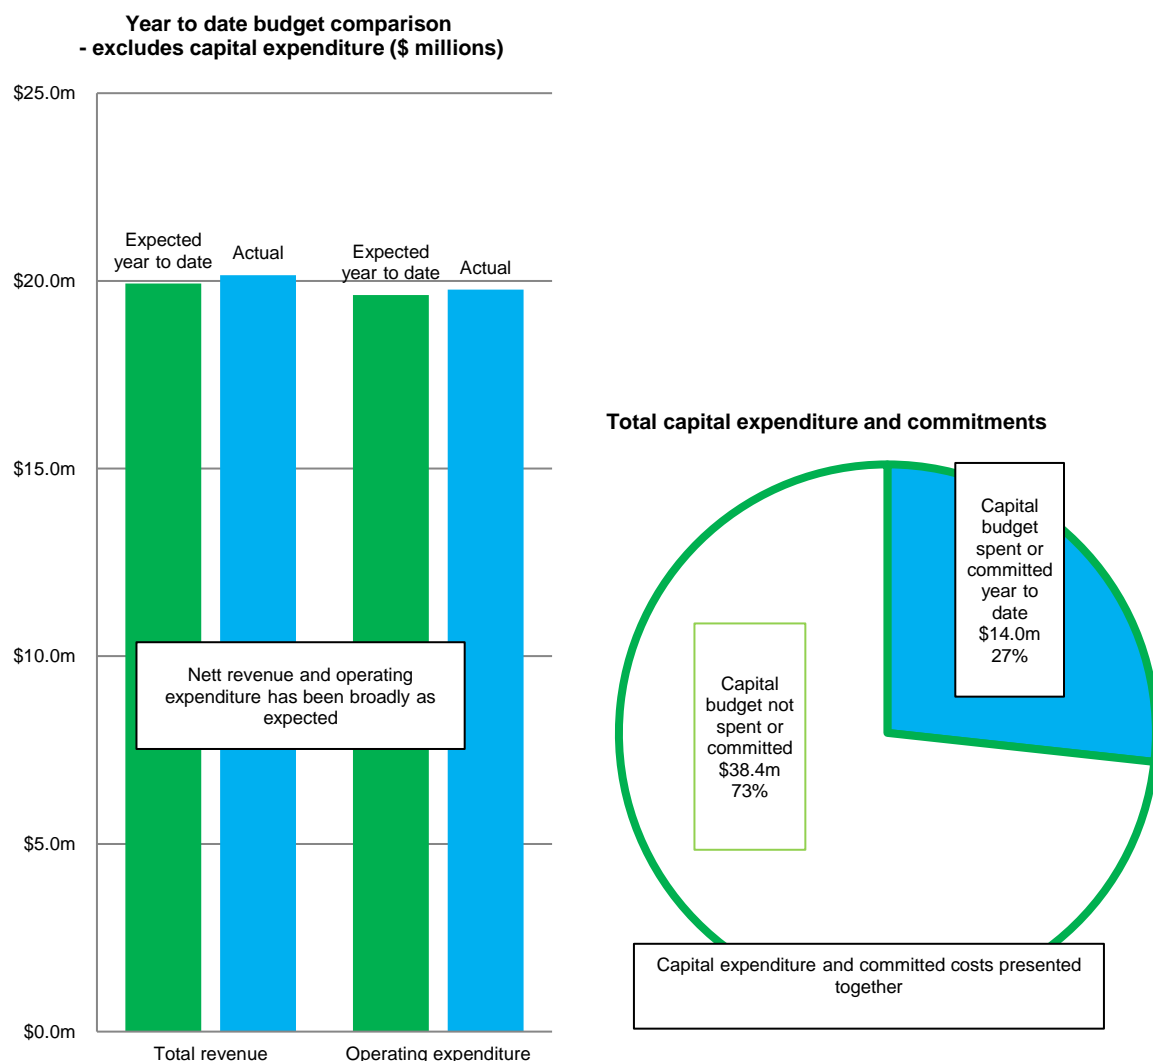 Year to date budget comparison
- excludes capital expenditure ($ millions)
$25.0m
$20.0m
$15.0m
$10.0m
$5.0m
$0.0m
Expected
year to date
Actual
Expected
year to date
Actual
Nett revenue and operating
expenditure has been broadly as
expected
Total revenue
Operating expenditure
Total capital expenditure and commitments
Capital
budget
spent or
committed
year to
date
$14.0m
27%
Capital
budget not
spent or
committed
$38.4m
73%
Capital expenditure and committed costs presented
together